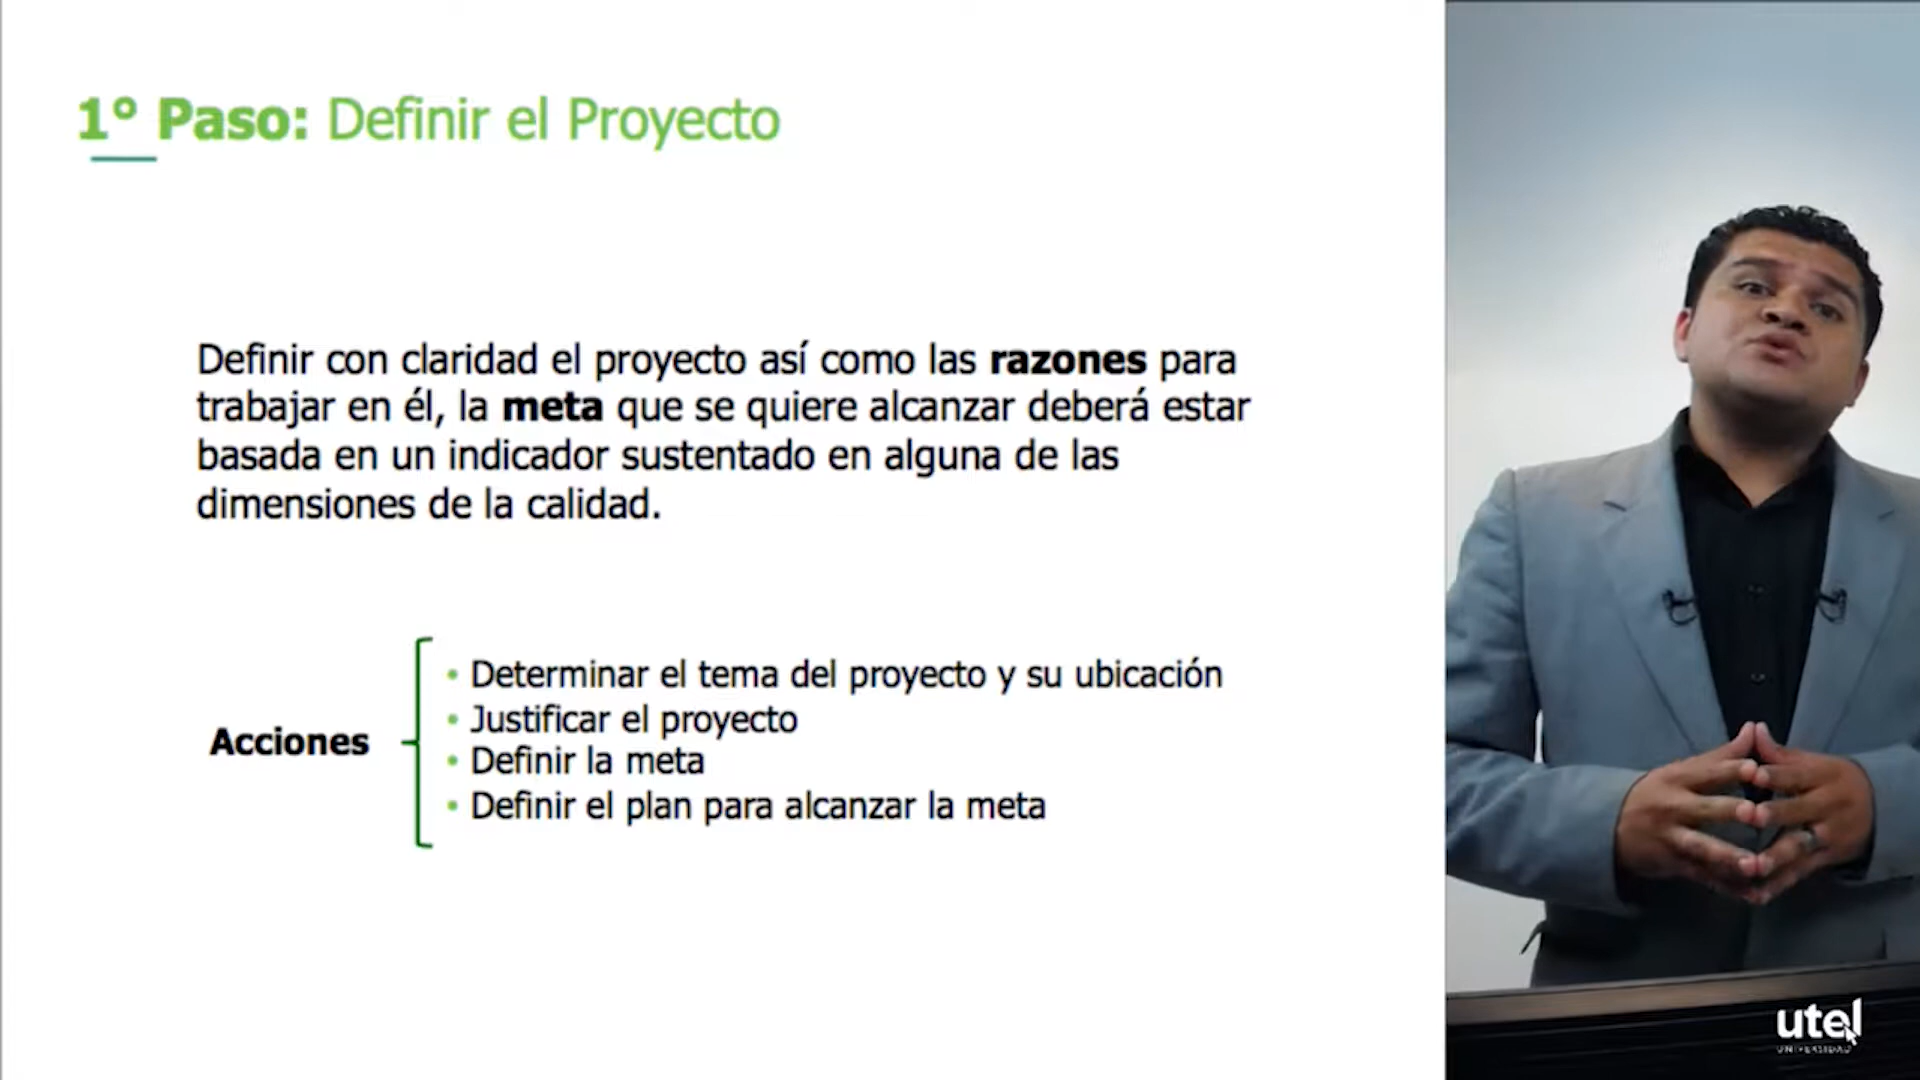 1° Paso: Definir el Proyecto
Definir con claridad el proyecto así como las razones para
trabajar en él, la meta que se quiere alcanzar deberá estar
basada en un indicador sustentado en alguna de las
dimensiones de la calidad.
Acciones
• Determinar el tema del proyecto y su ubicación
• Justificar el proyecto
• Definir la meta
• Definir el plan para alcanzar la meta
utel
UNIVERSIDAD